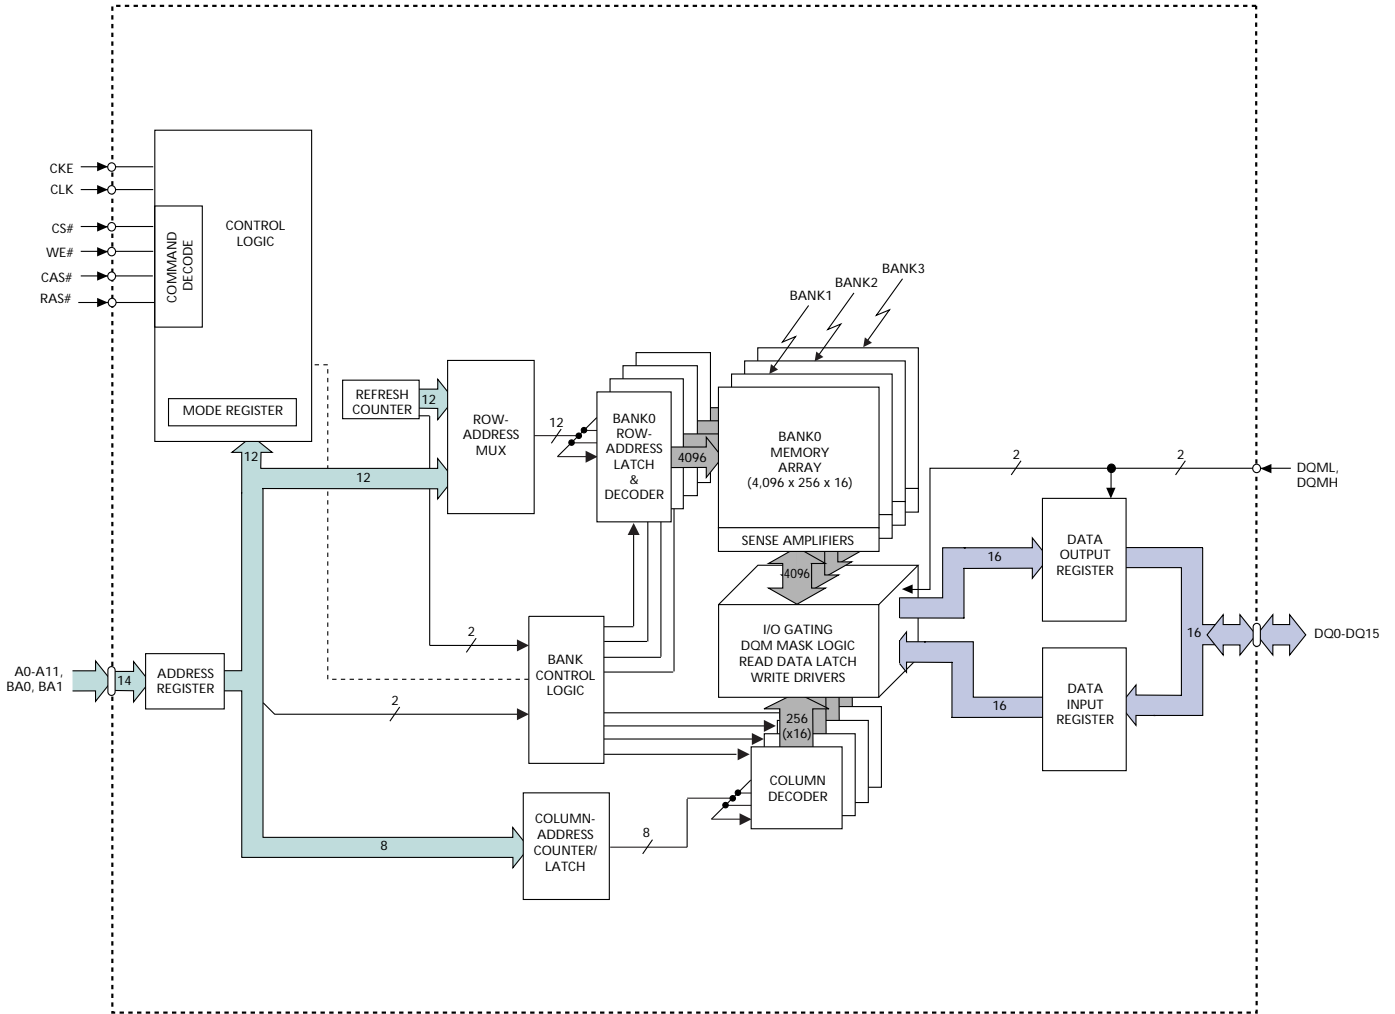 CKE
CLK
CS#
WE#
CAS#
RAS#
COMMAND
DECODE
CONTROL
LOGIC
MODE REGISTER
12
REFRESH
COUNTER
12
12
ROW-
ADDRESS
MUX
12
BANK0
ROW-
ADDRESS
LATCH
&
DECODER
4096
BANK1
BANK2
BANK3
BANK0
MEMORY
ARRAY
(4,096 x 256 x 16)
SENSE AMPLIFIERS
4096
I/O GATING
DQM MASK LOGIC
READ DATA LATCH
WRITE DRIVERS
256
(x16)
COLUMN
DECODER
2
2
DQML,
DQMH
DATA
OUTPUT
REGISTER
16
16
DQ0-DQ15
DATA
INPUT
REGISTER
16
A0-A11,
BA0, BA1
14
ADDRESS
REGISTER
2
2
BANK
CONTROL
LOGIC
8
COLUMN-
ADDRESS
COUNTER/
LATCH
8